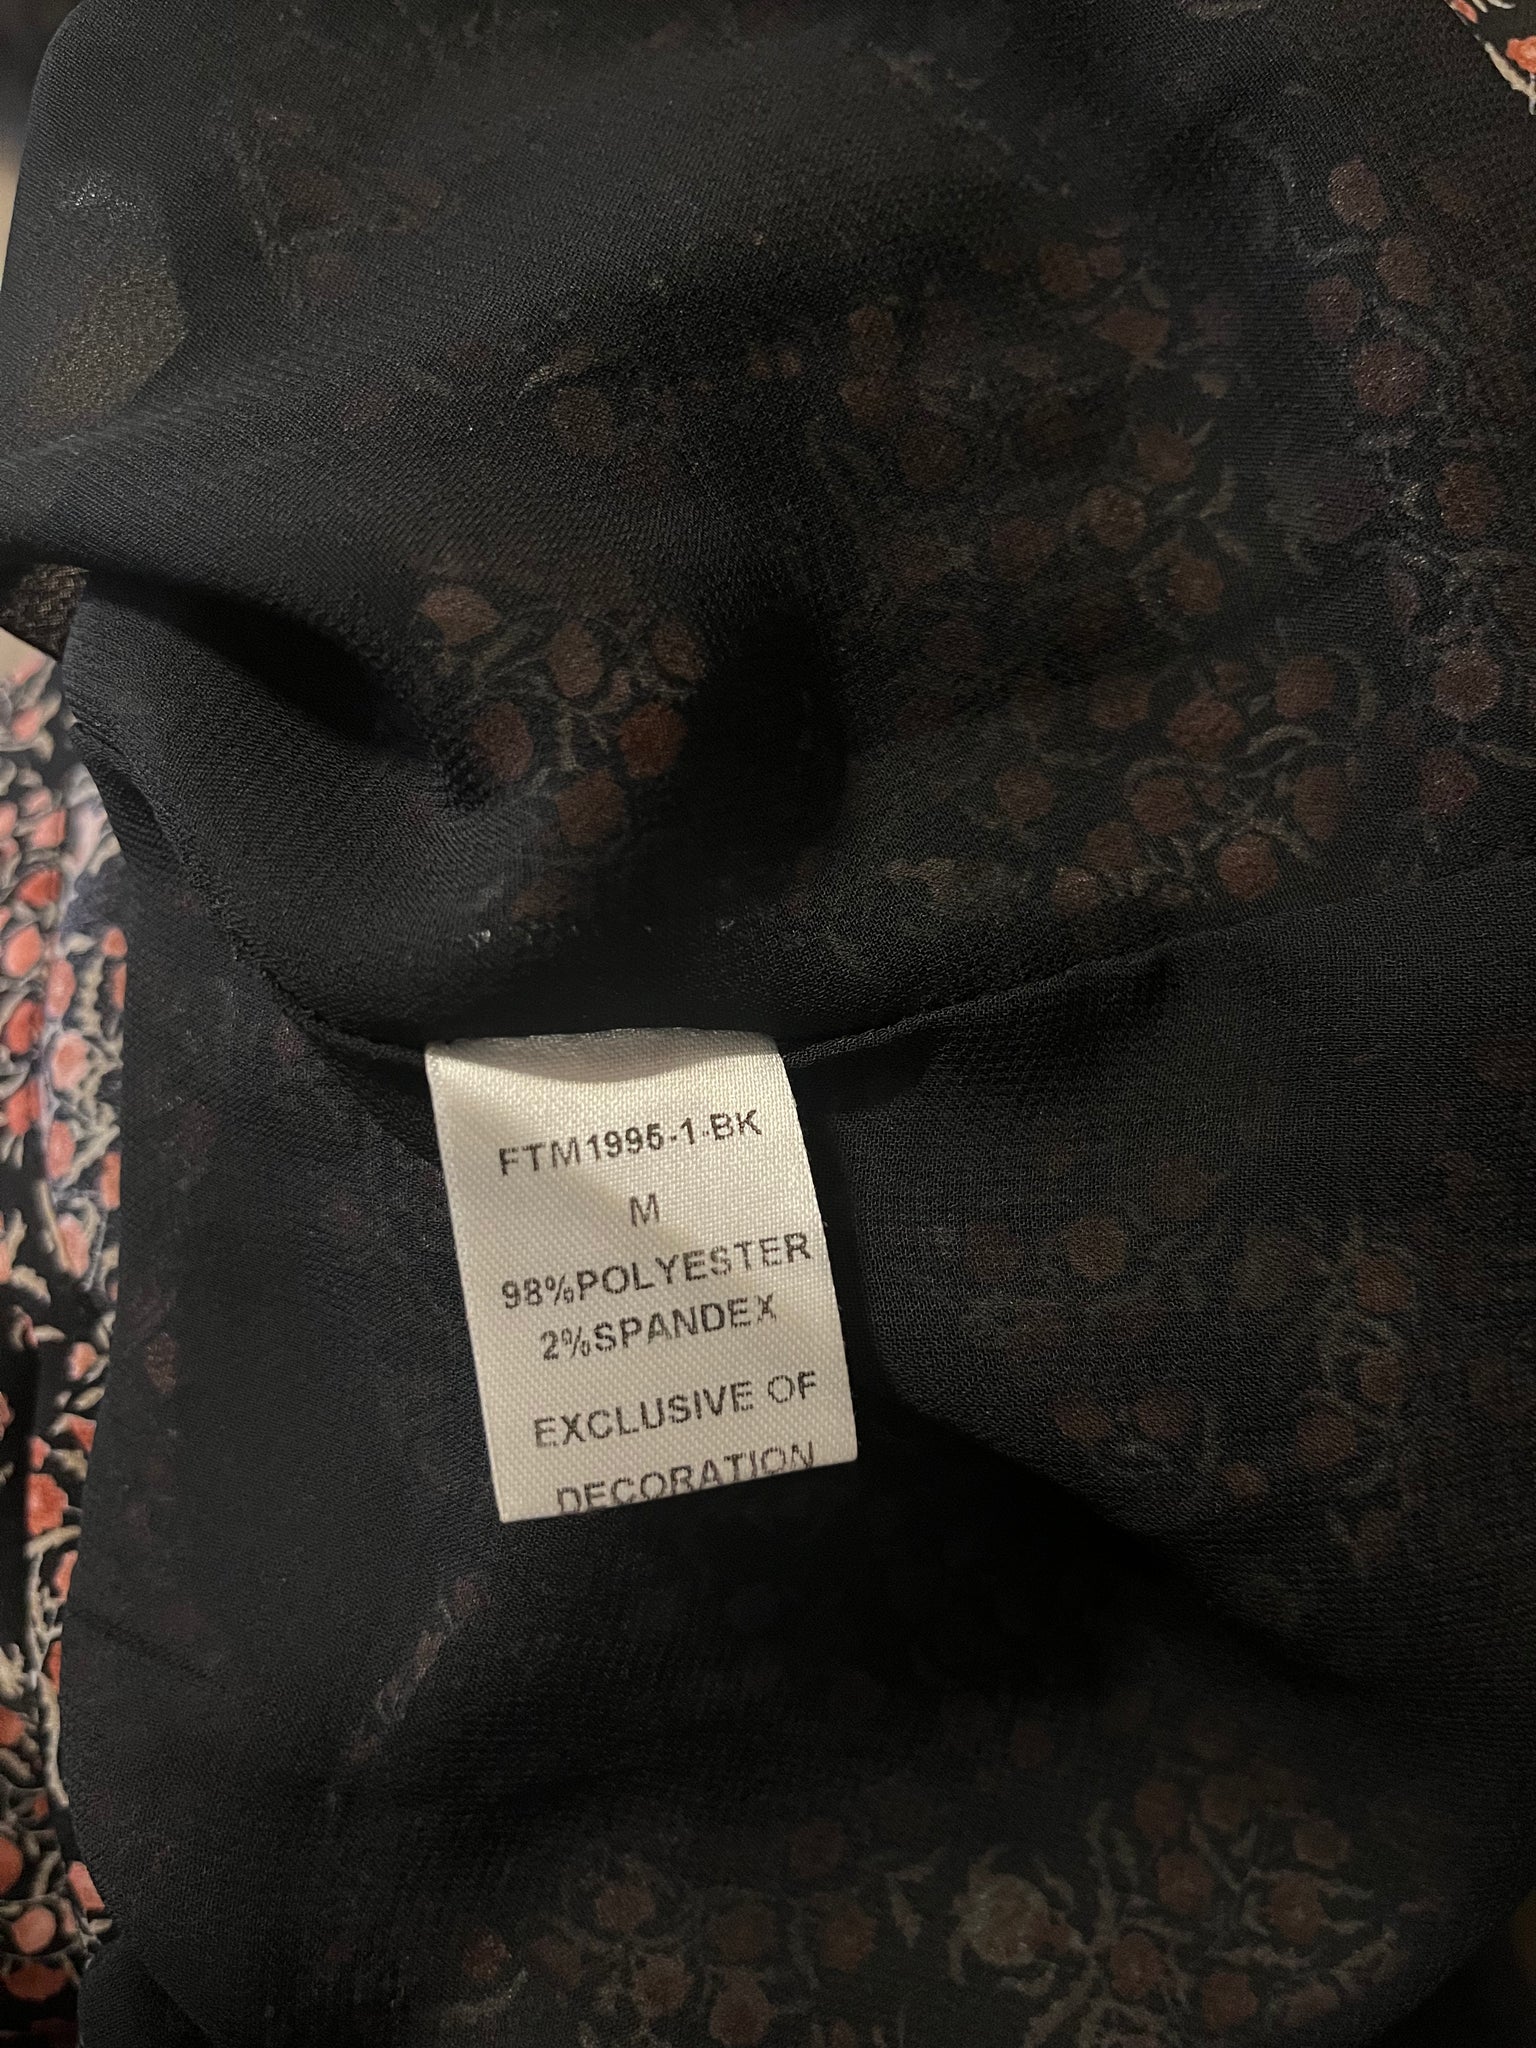 FTM1995-1-BK
M
98%POLYESTER
2%SPANDEX
EXCLUSIVE OF
DECORATION